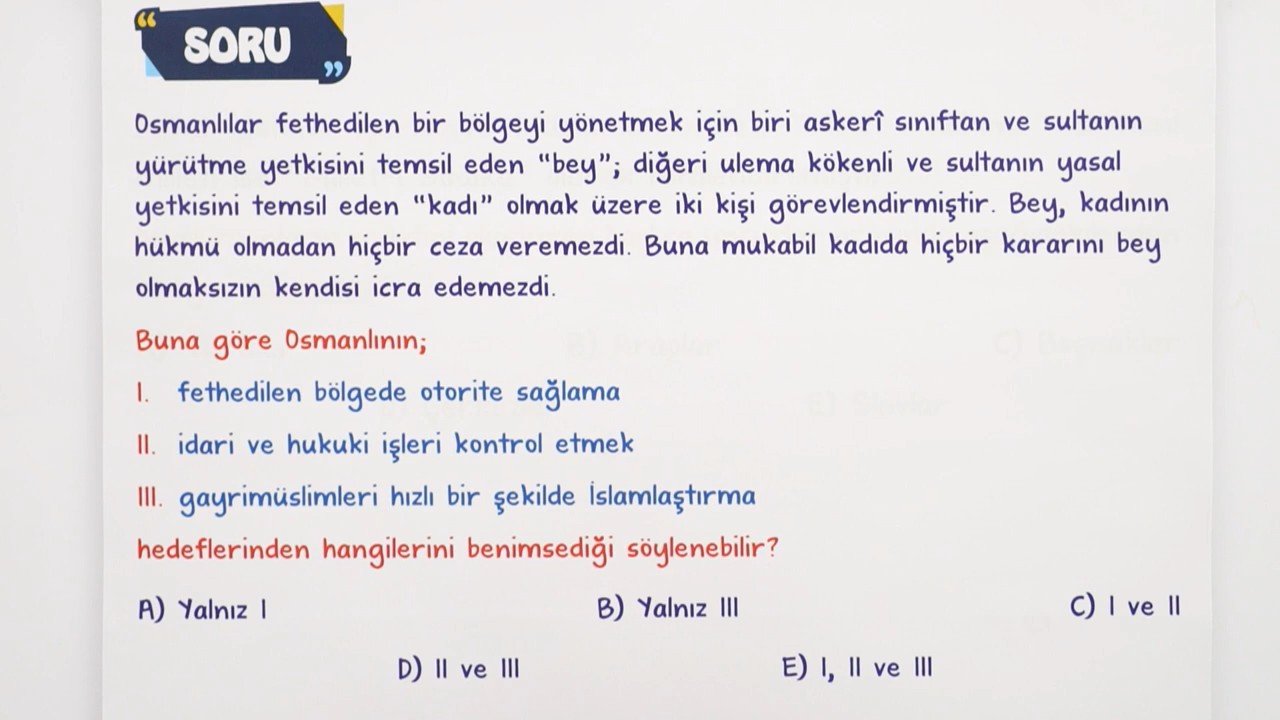 “ SORU ”
Osmanlılar fethedilen bir bölgeyi yönetmek için biri askerî sınıftan ve sultanın
yürütme yetkisini temsil eden “bey”; diğeri ulema kökenli ve sultanın yasal
yetkisini temsil eden “kadı” olmak üzere iki kişi görevlendirmiştir. Bey, kadının
hükmü olmadan hiçbir ceza veremezdi. Buna mukabil kadıda hiçbir kararını bey
olmaksızın kendisi icra edemezdi.
Buna göre Osmanlının;
I. fethedilen bölgede otorite sağlama
II. idari ve hukuki işleri kontrol etmek
III. gayrimüslimleri hızlı bir şekilde İslamlaştırma
hedeflerinden hangilerini benimsediği söylenebilir?
A) Yalnız I B) Yalnız III C) I ve II
D) II ve III E) I, II ve III